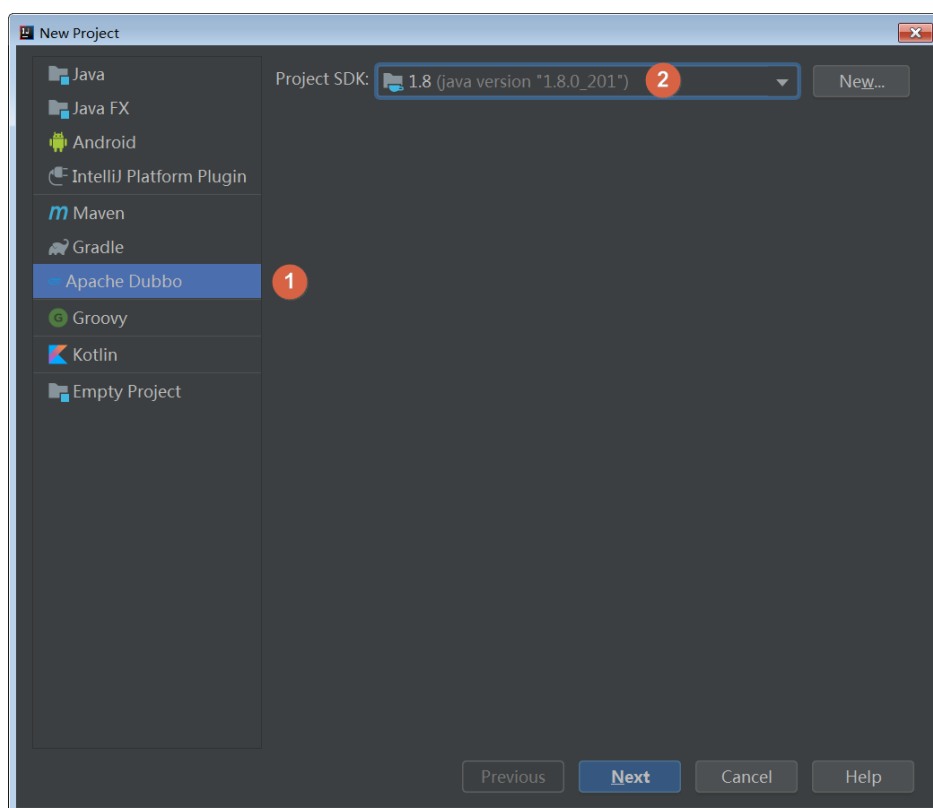 New Project
Java
Java FX
Android
IntelliJ Platform Plugin
Maven
Gradle
Apache Dubbo
1
Groovy
Kotlin
Empty Project
Project SDK: 1.8 (java version "1.8.0_201") 2 New...
Previous Next Cancel Help